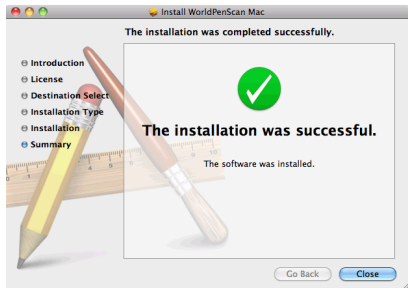 Install WorldPenScan Mac
The installation was completed successfully.
Introduction
License
Destination Select
Installation Type
Installation
Summary
The installation was successful.
The software was installed.
Go Back
Close